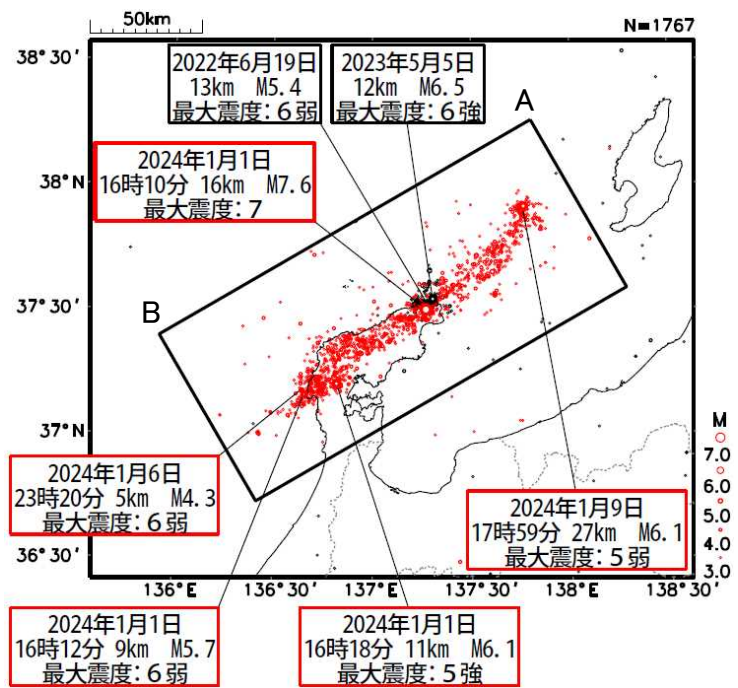 50km
N=1767
38°30′
2022年6月19日
13km M5.4
最大震度：6弱
2023年5月5日
12km M6.5
最大震度：6強
A
2024年1月1日
16時10分 16km M7.6
最大震度：7
38°N
37°30′
B
37°N
2024年1月6日
23時20分 5km M4.3
最大震度：6弱
2024年1月9日
17時59分 27km M6.1
最大震度：5弱
M
7.0
6.0
5.0
4.0
3.0
36°30′
136°E
136°30′
137°E
137°30′
138°E
138°30′
2024年1月1日
16時12分 9km M5.7
最大震度：6弱
2024年1月1日
16時18分 11km M6.1
最大震度：5強